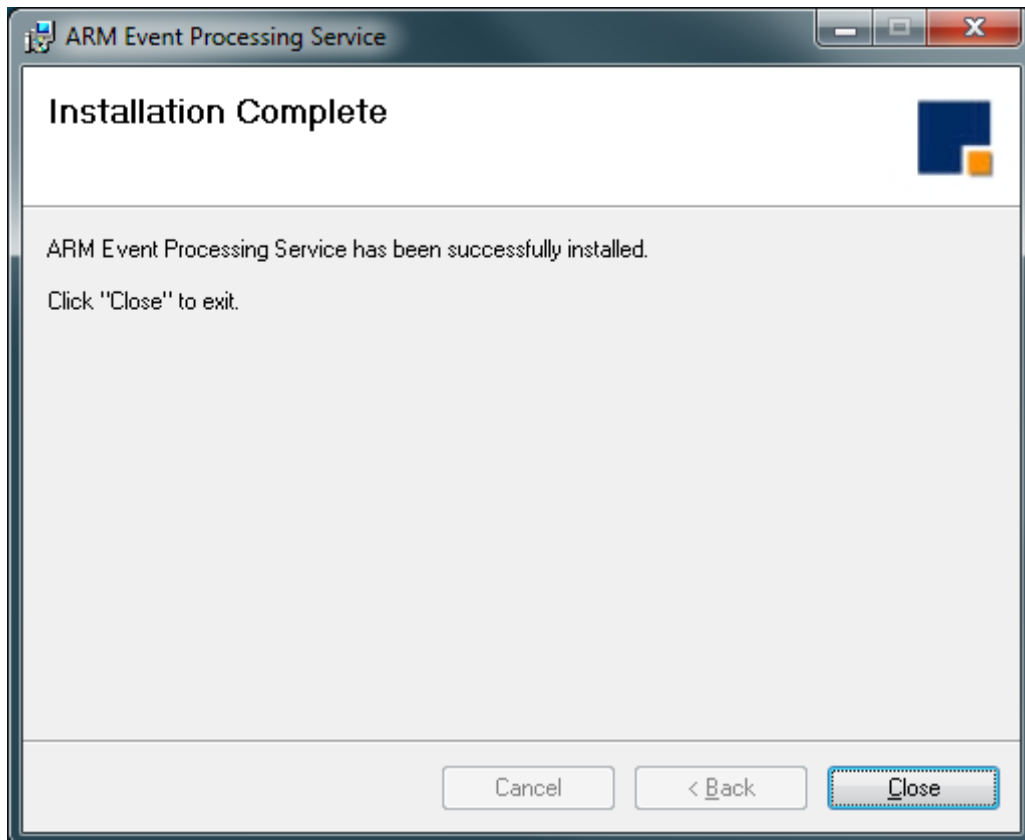 ARM Event Processing Service
Installation Complete
ARM Event Processing Service has been successfully installed.
Click "Close" to exit.
Cancel
< Back
Close